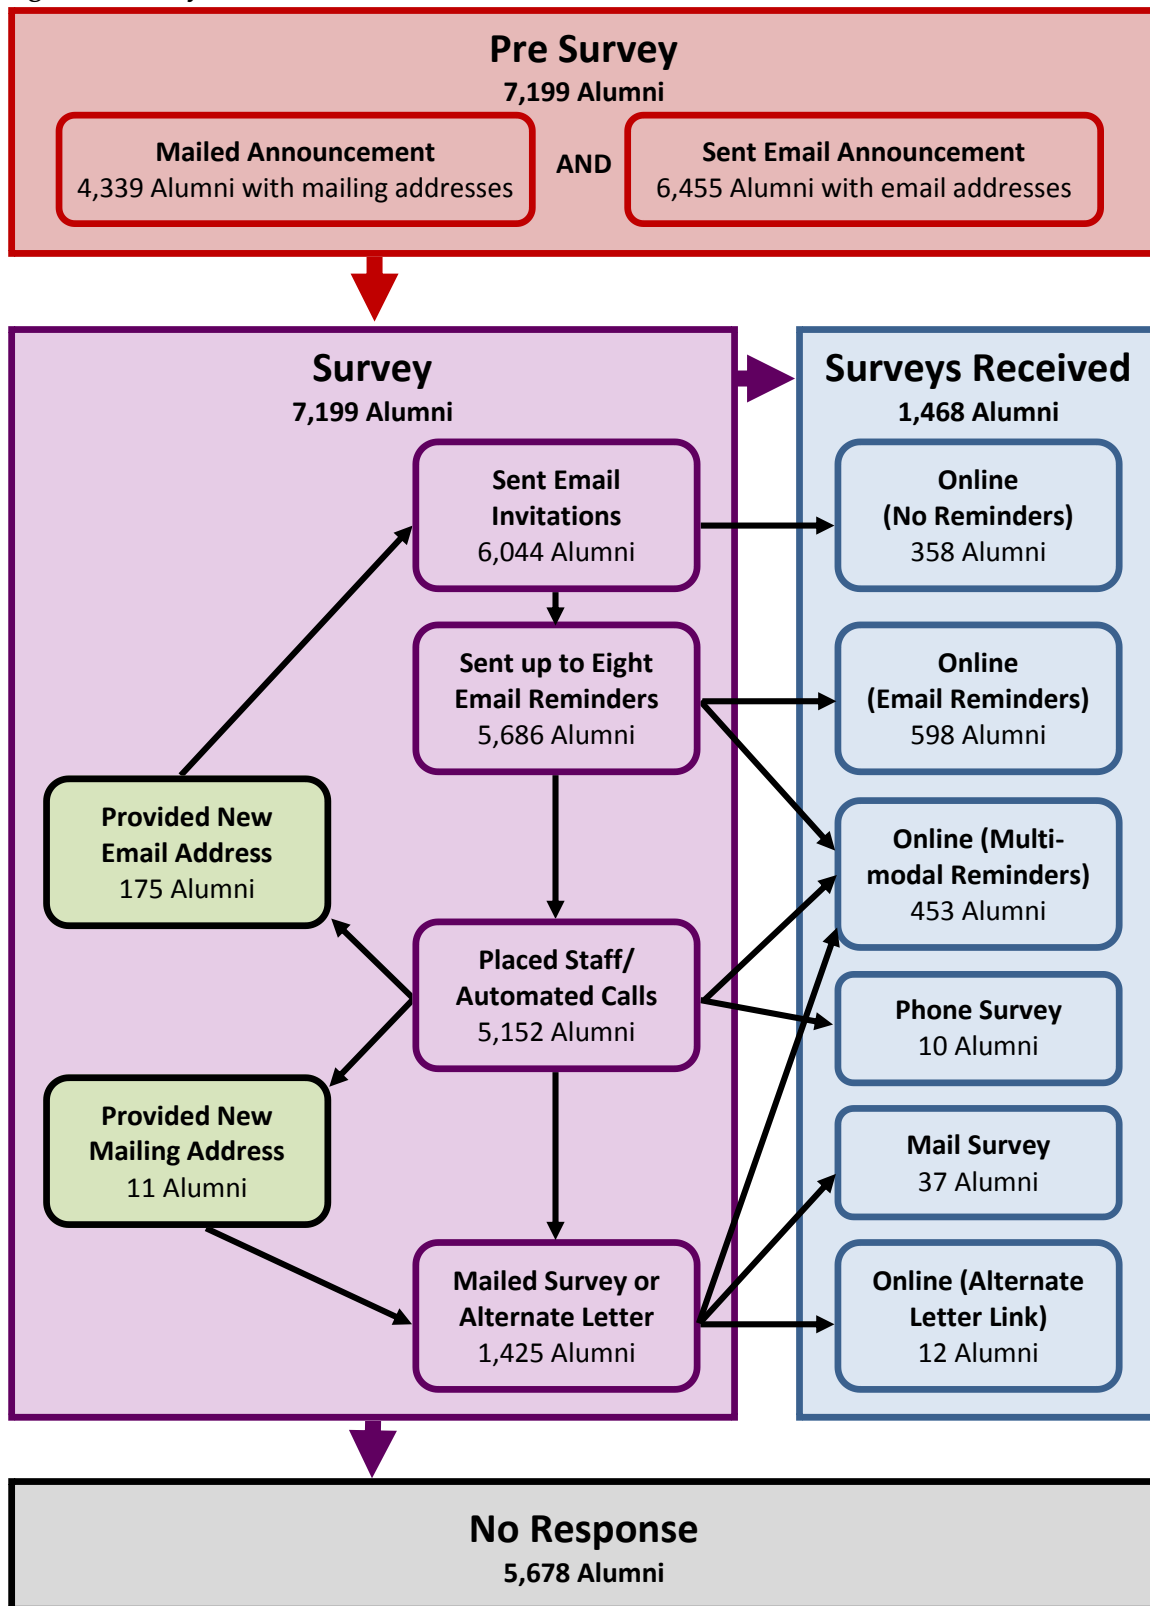 Pre Survey
7,199 Alumni
Mailed Announcement
4,339 Alumni with mailing addresses
AND
Sent Email Announcement
6,455 Alumni with email addresses
Survey
7,199 Alumni
Sent Email
Invitations
6,044 Alumni
Sent up to Eight
Email Reminders
5,686 Alumni
Provided New
Email Address
175 Alumni
Placed Staff/
Automated Calls
5,152 Alumni
Provided New
Mailing Address
11 Alumni
Mailed Survey or
Alternate Letter
1,425 Alumni
Surveys Received
1,468 Alumni
Online
(No Reminders)
358 Alumni
Online
(Email Reminders)
598 Alumni
Online (Multi-
modal Reminders)
453 Alumni
Phone Survey
10 Alumni
Mail Survey
37 Alumni
Online (Alternate
Letter Link)
12 Alumni
No Response
5,678 Alumni